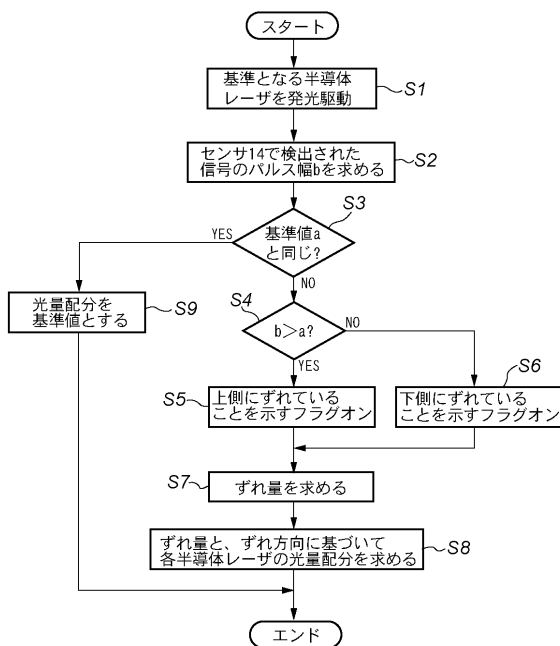 スタート
基準となる半導体
レーザを発光駆動
S1
センサ14で検出された
信号のパルス幅bを求める
S2
S3
基準値a
と同じ?
YES
NO
光量配分を
基準値とする
S9
S4
b＞a?
NO
YES
S5
上側にずれている
ことを示すフラグオン
S6
下側にずれている
ことを示すフラグオン
S7
ずれ量を求める
ずれ量と、ずれ方向に基づいて
各半導体レーザの光量配分を求める
S8
エンド